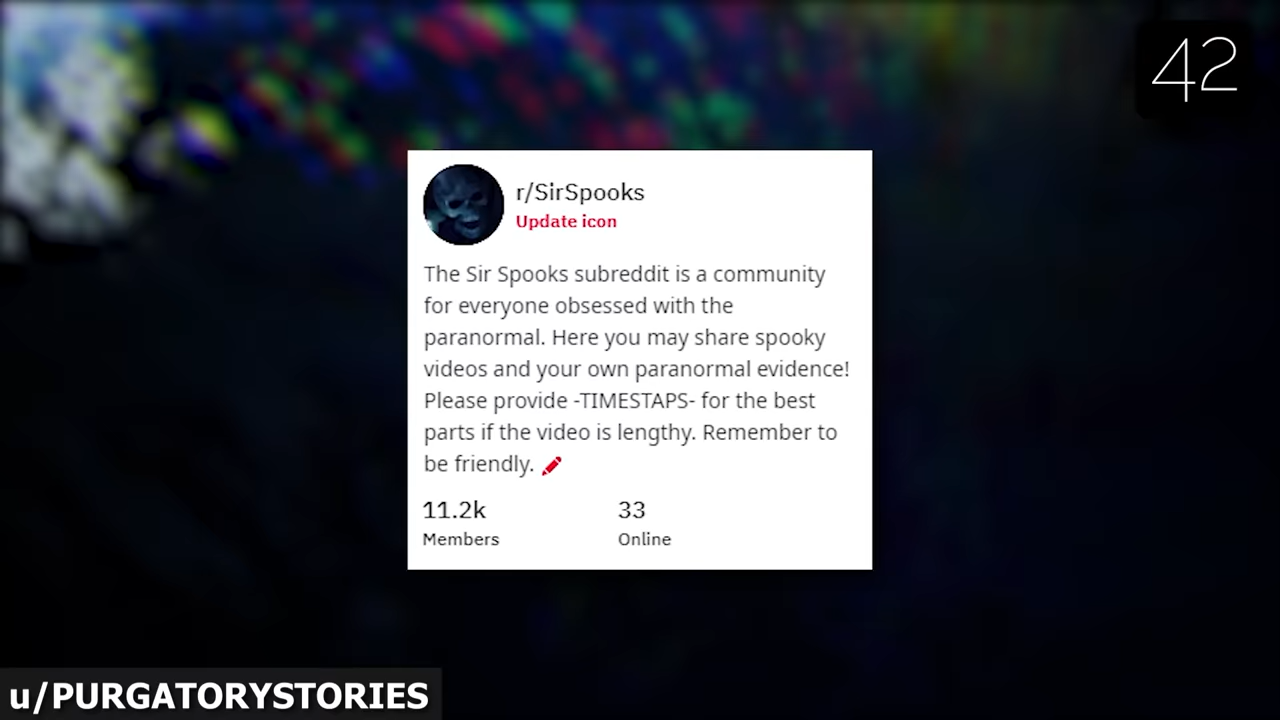 42
r/SirSpooks
Update icon
The Sir Spooks subreddit is a community
for everyone obsessed with the
paranormal. Here you may share spooky
videos and your own paranormal evidence!
Please provide -TIMESTAPS- for the best
parts if the video is lengthy. Remember to
be friendly.
11.2k 33
Members Online
u/PURGATORYSTORIES